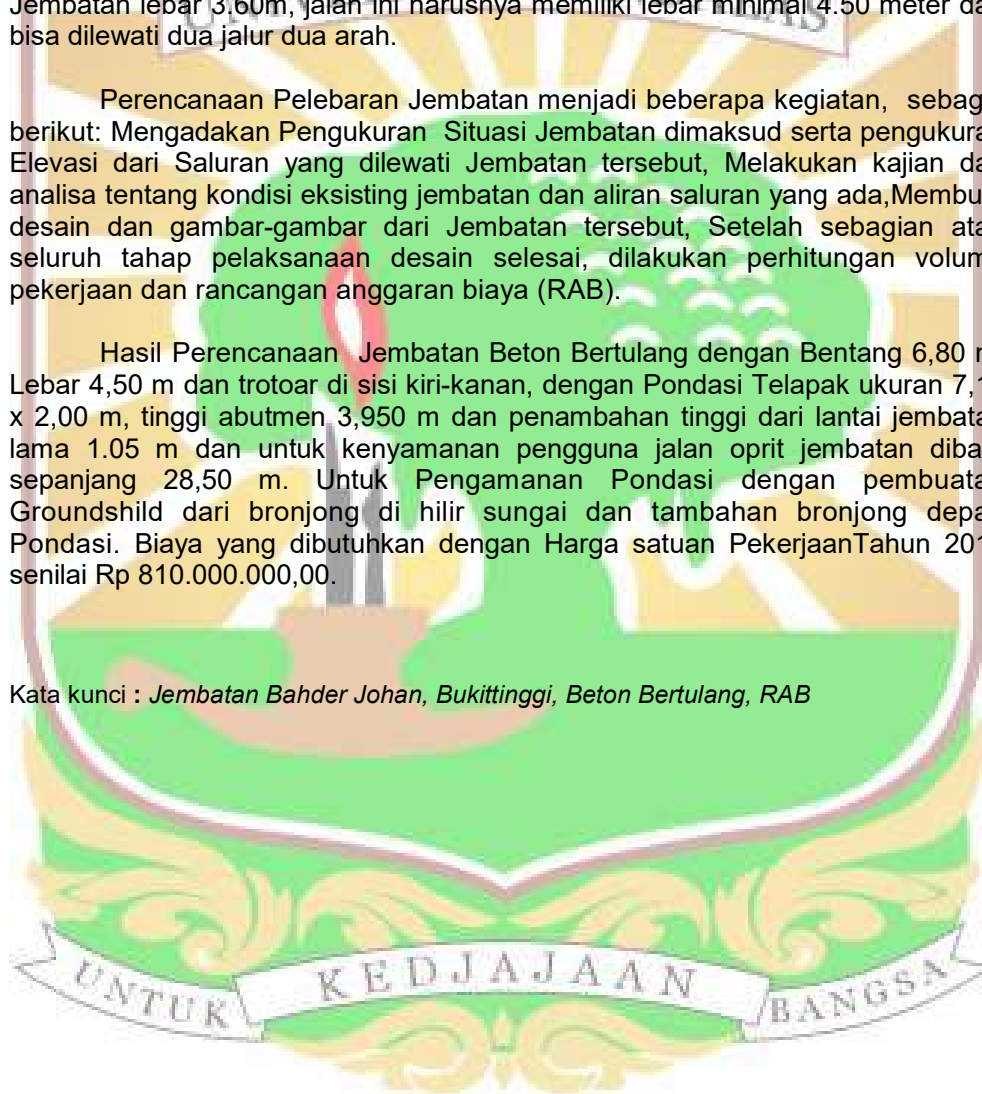 Jembatan lebar 3.60m, jalan ini harusnya memiliki lebar minimal 4.50 meter da
bisa dilewati dua jalur dua arah.
Perencanaan Pelebaran Jembatan menjadi beberapa kegiatan, sebag
berikut: Mengadakan Pengukuran Situasi Jembatan dimaksud serta pengukura
Elevasi dari Saluran yang dilewati Jembatan tersebut, Melakukan kajian da
analisa tentang kondisi eksisting jembatan dan aliran saluran yang ada,Membu
desain dan gambar-gambar dari Jembatan tersebut, Setelah sebagian ata
seluruh tahap pelaksanaan desain selesai, dilakukan perhitungan volum
pekerjaan dan rancangan anggaran biaya (RAB).
Hasil Perencanaan Jembatan Beton Bertulang dengan Bentang 6,80 m
Lebar 4,50 m dan trotoar di sisi kiri-kanan, dengan Pondasi Telapak ukuran 7,1
x 2,00 m, tinggi abutmen 3,950 m dan penambahan tinggi dari lantai jembata
lama 1.05 m dan untuk kenyamanan pengguna jalan oprit jembatan diba
sepanjang 28,50 m. Untuk Pengamanan Pondasi dengan pembuata
Groundshild dari bronjong di hilir sungai dan tambahan bronjong depa
Pondasi. Biaya yang dibutuhkan dengan Harga satuan PekerjaanTahun 201
senilai Rp 810.000.000,00.
Kata kunci : Jembatan Bahder Johan, Bukittinggi, Beton Bertulang, RAB
UNTUK KEDJAJAAN BANGSA